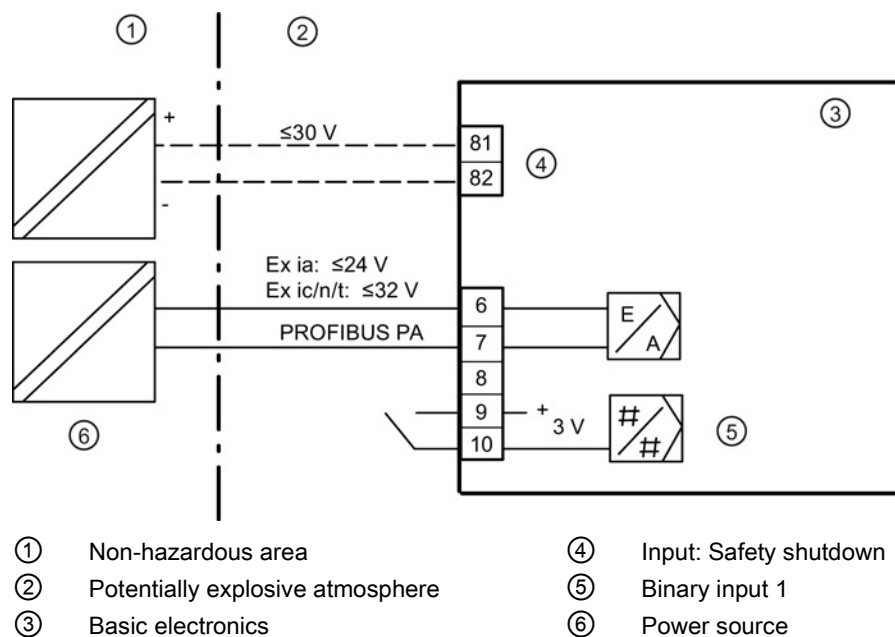 ① ②
③
+
≤30 V
81
82
④
-
Ex ia: ≤24 V
Ex ic/n/t: ≤32 V
6
E
A
PROFIBUS PA
7
8
9
+
3 V
#
#
10
⑤
⑥
① Non-hazardous area
② Potentially explosive atmosphere
③ Basic electronics
④ Input: Safety shutdown
⑤ Binary input 1
⑥ Power source